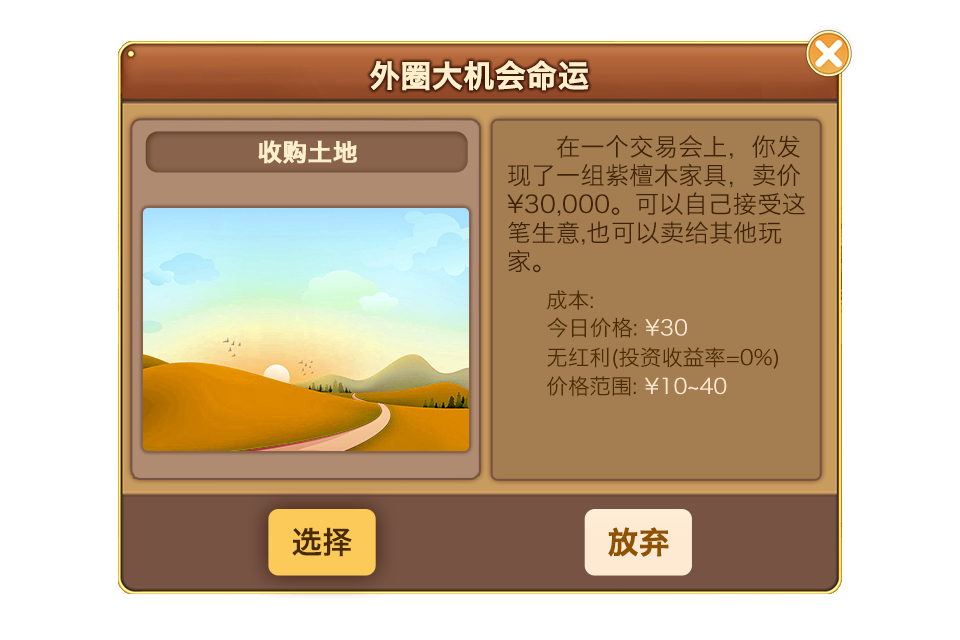 外圈大机会命运
收购土地
在一个交易会上，你发
现了一组紫檀木家具，卖价
¥30,000。可以自己接受这
笔生意,也可以卖给其他玩
家。
成本:
今日价格: ¥30
无红利(投资收益率=0%)
价格范围: ¥10~40
选择
放弃